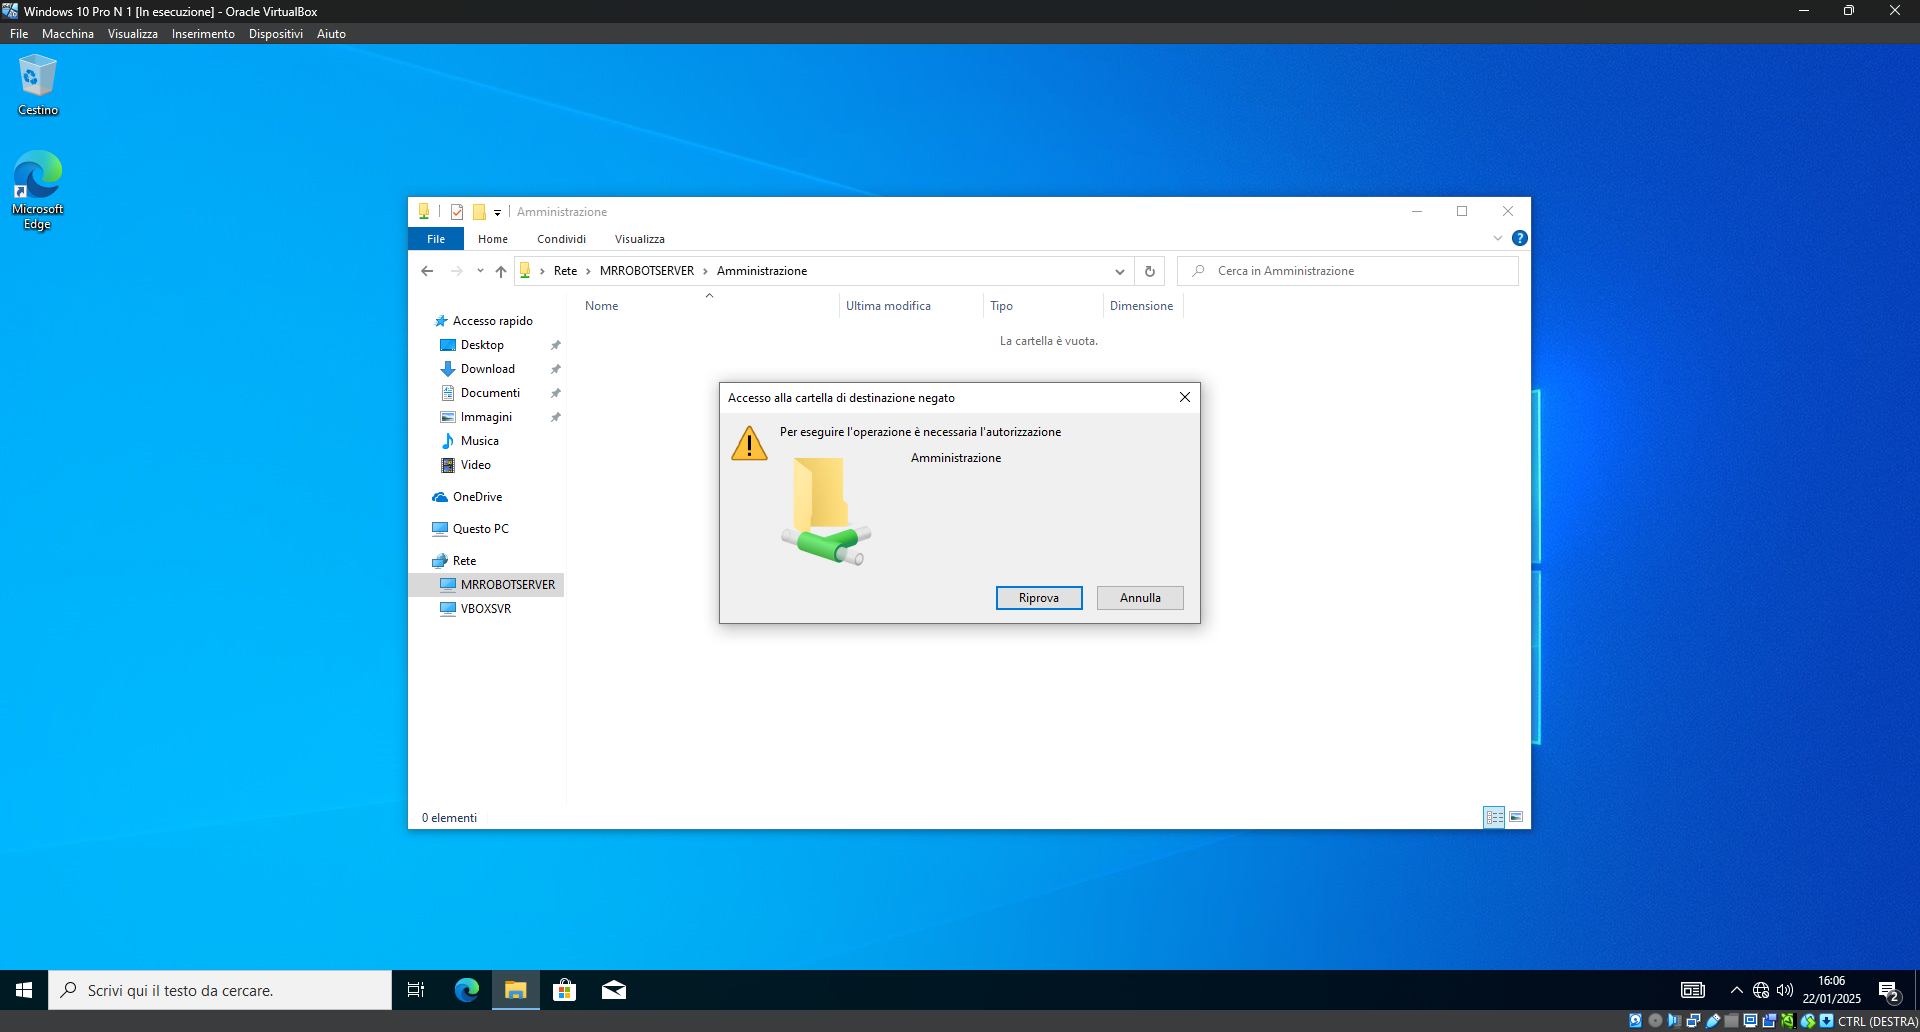 Windows 10 Pro N 1 [In esecuzione] - Oracle VirtualBox
File Macchina Visualizza Inserimento Dispositivi Aiuto
Cestino
Microsoft
Edge
Amministrazione
File Home Condividi Visualizza
Rete MRROBOTSERVER Amministrazione
Cerca in Amministrazione
Nome Ultima modifica Tipo Dimensione
La cartella è vuota.
Accesso rapido
Desktop
Download
Documenti
Immagini
Musica
Video
OneDrive
Questo PC
Rete
MRROBOTSERVER
VBOXSVR
Accesso alla cartella di destinazione negato
Per eseguire l'operazione è necessaria l'autorizzazione
Amministrazione
Riprova Annulla
0 elementi
Scrivi qui il testo da cercare.
16:06
22/01/2025
2
CTRL (DESTRA)